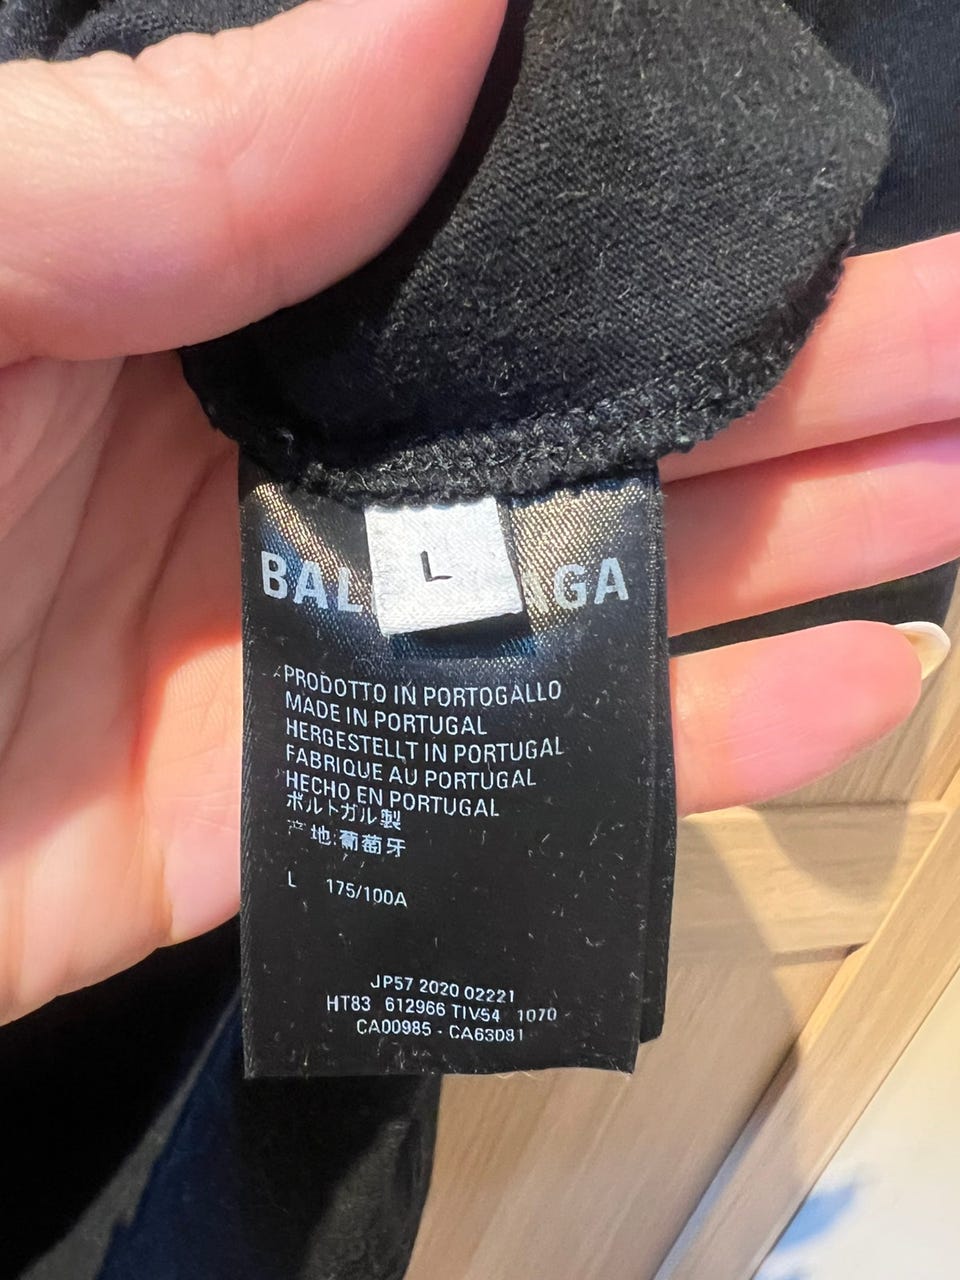 L
BAL AGA
PRODOTTO IN PORTOGALLO
MADE IN PORTUGAL
HERGESTELLT IN PORTUGAL
FABRIQUE AU PORTUGAL
HECHO EN PORTUGAL
ポルトガル製
产地:葡萄牙
L 175/100A
JP57 2020 02221
HT83 612966 TIV54 1070
CA00985 - CA63081